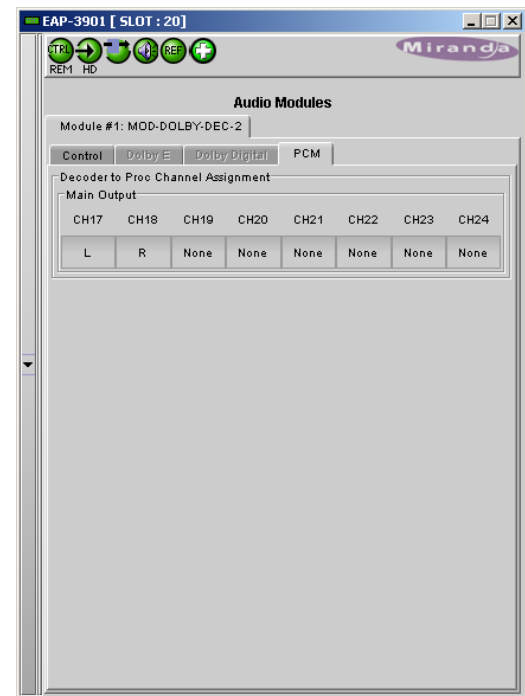 EAP-3901 [ SLOT : 20]
CTRL REF
REM HD
Miranda
Audio Modules
Module #1: MOD-DOLBY-DEC-2
Control Dolby E Dolby Digital PCM
Decoder to Proc Channel Assignment
Main Output
CH17 CH18 CH19 CH20 CH21 CH22 CH23 CH24
L R None None None None None None